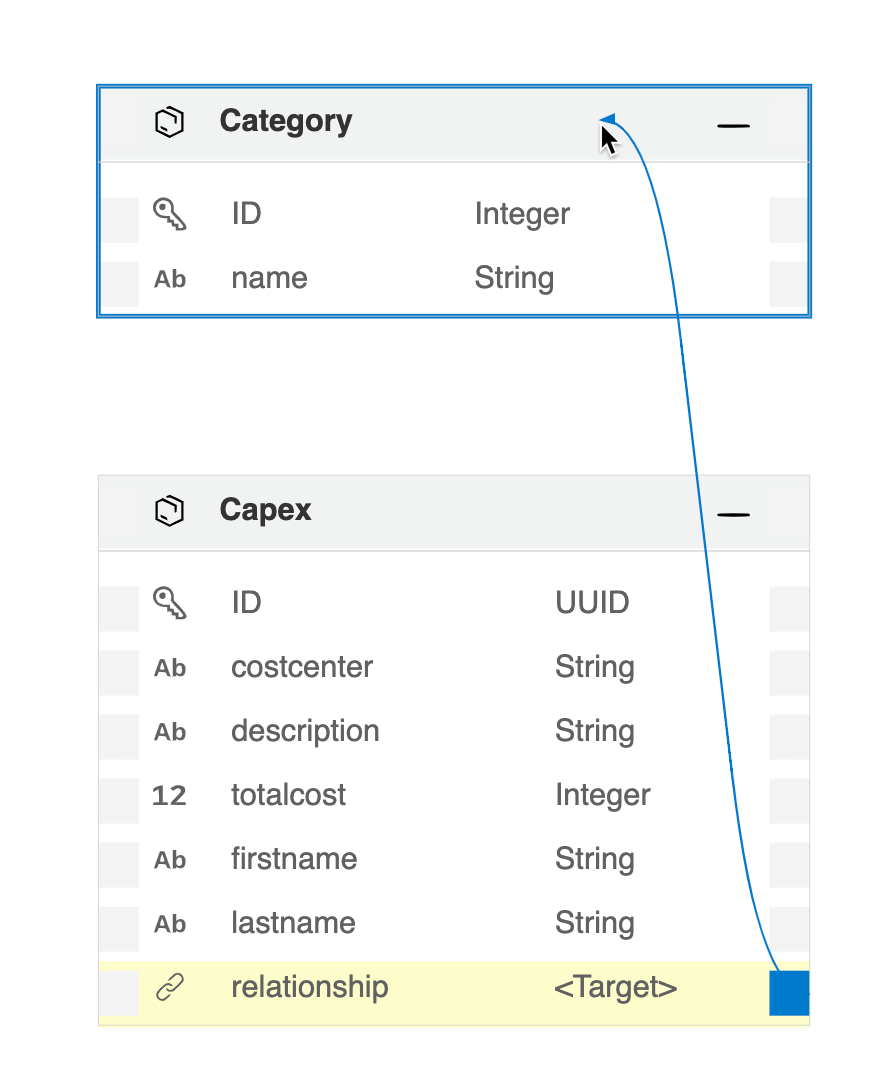 Category
ID Integer
Ab name String
Capex
ID UUID
Ab costcenter String
Ab description String
12 totalcost Integer
Ab firstname String
Ab lastname String
relationship <Target>